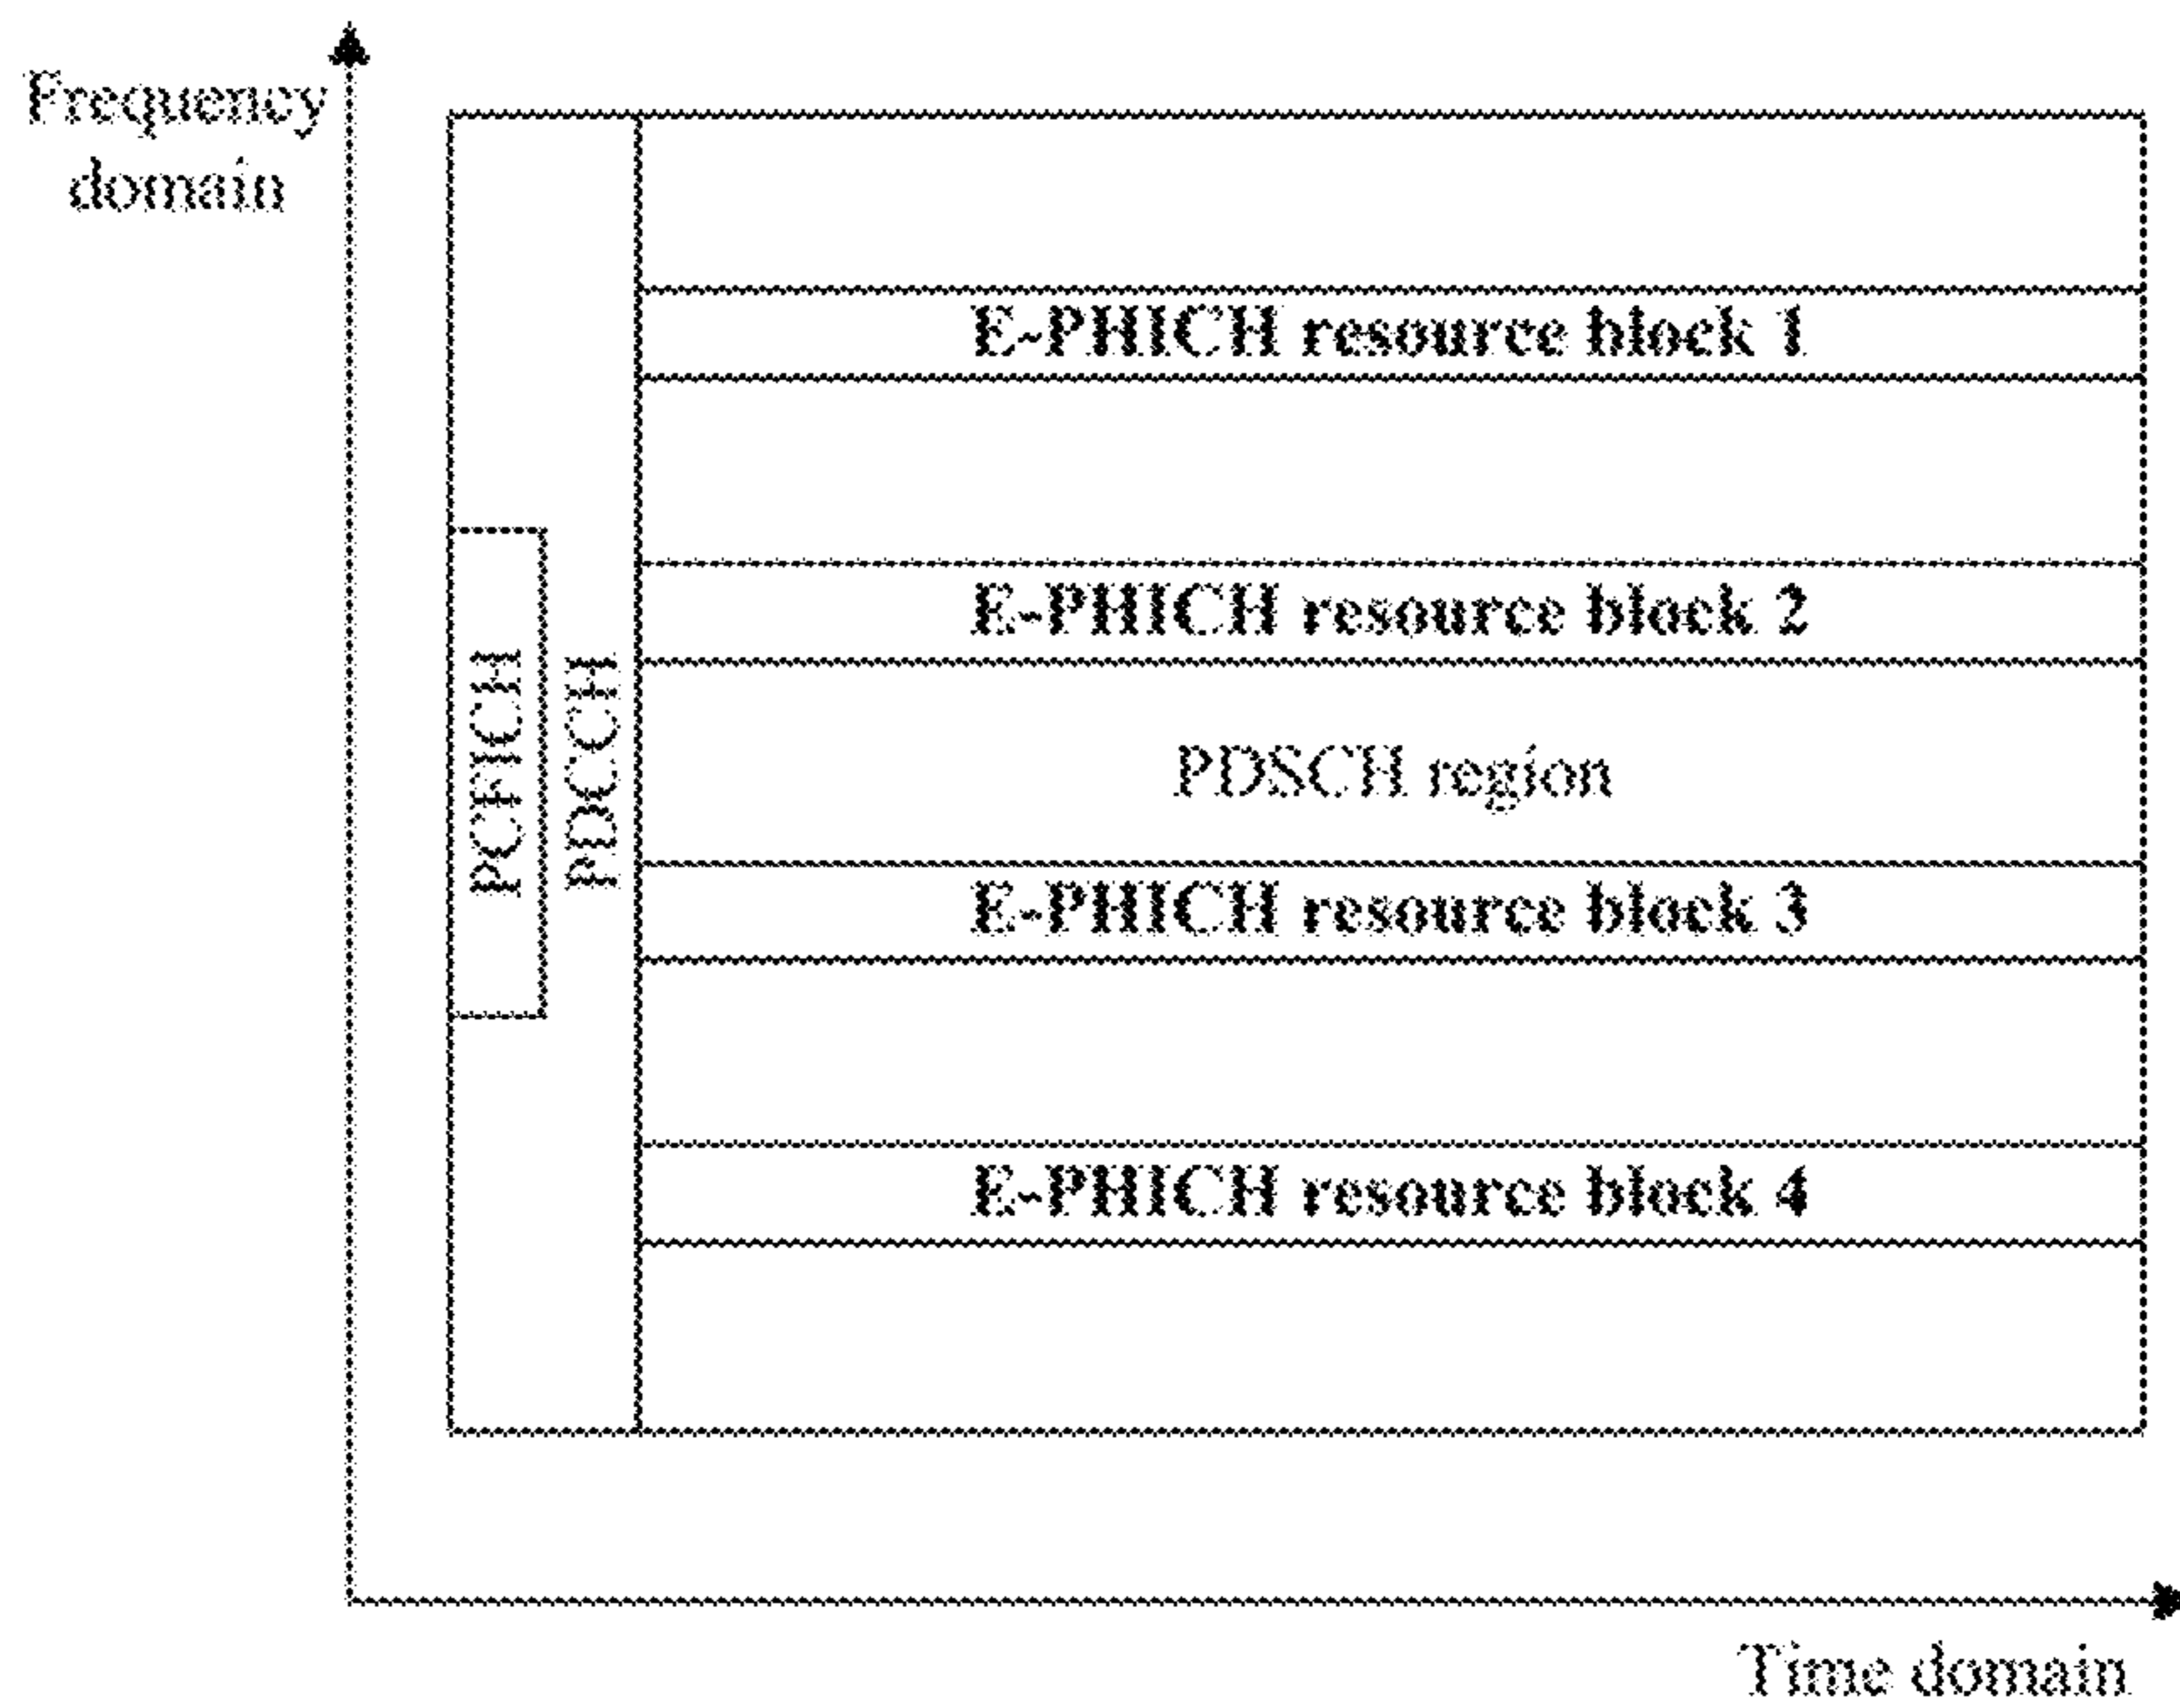 Frequency
domain
E-PHICH resource block 1
E-PHICH resource block 2
PCFICH
PDCCH
PDSCH region
E-PHICH resource block 3
E-PHICH resource block 4
Time domain